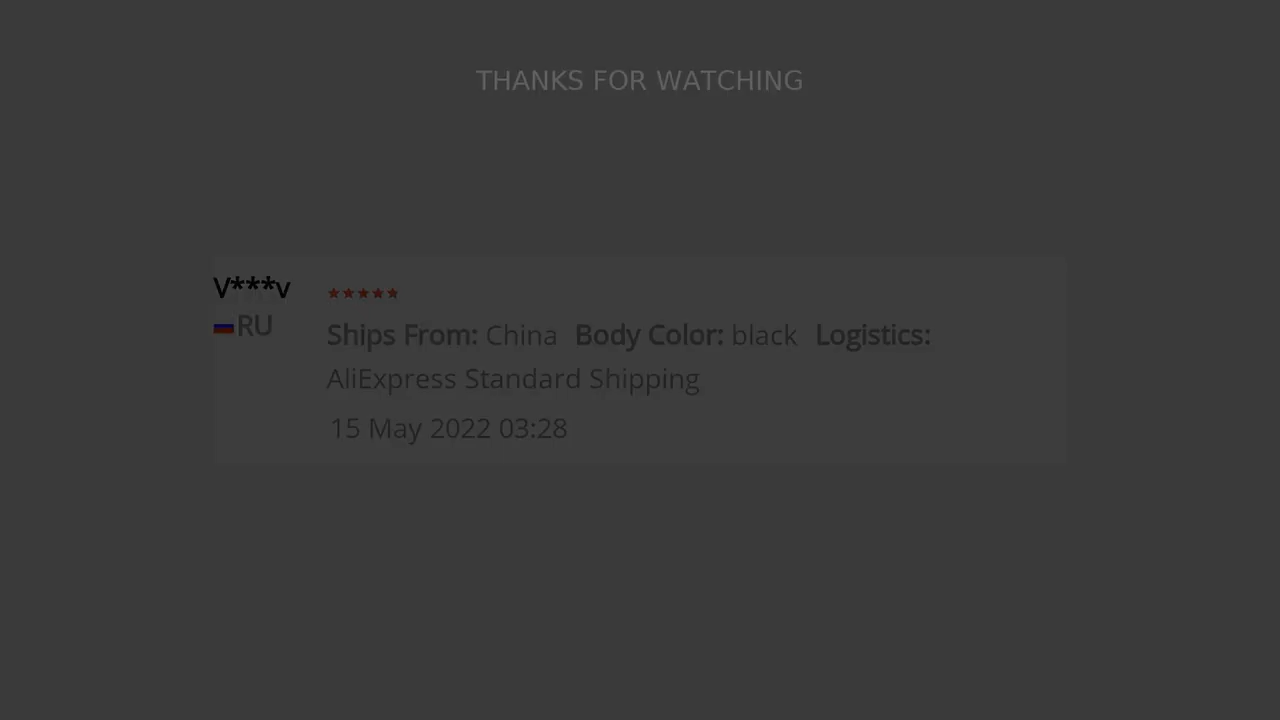 THANKS FOR WATCHING
V***v
RU
Ships From: China Body Color: black Logistics:
AliExpress Standard Shipping
15 May 2022 03:28